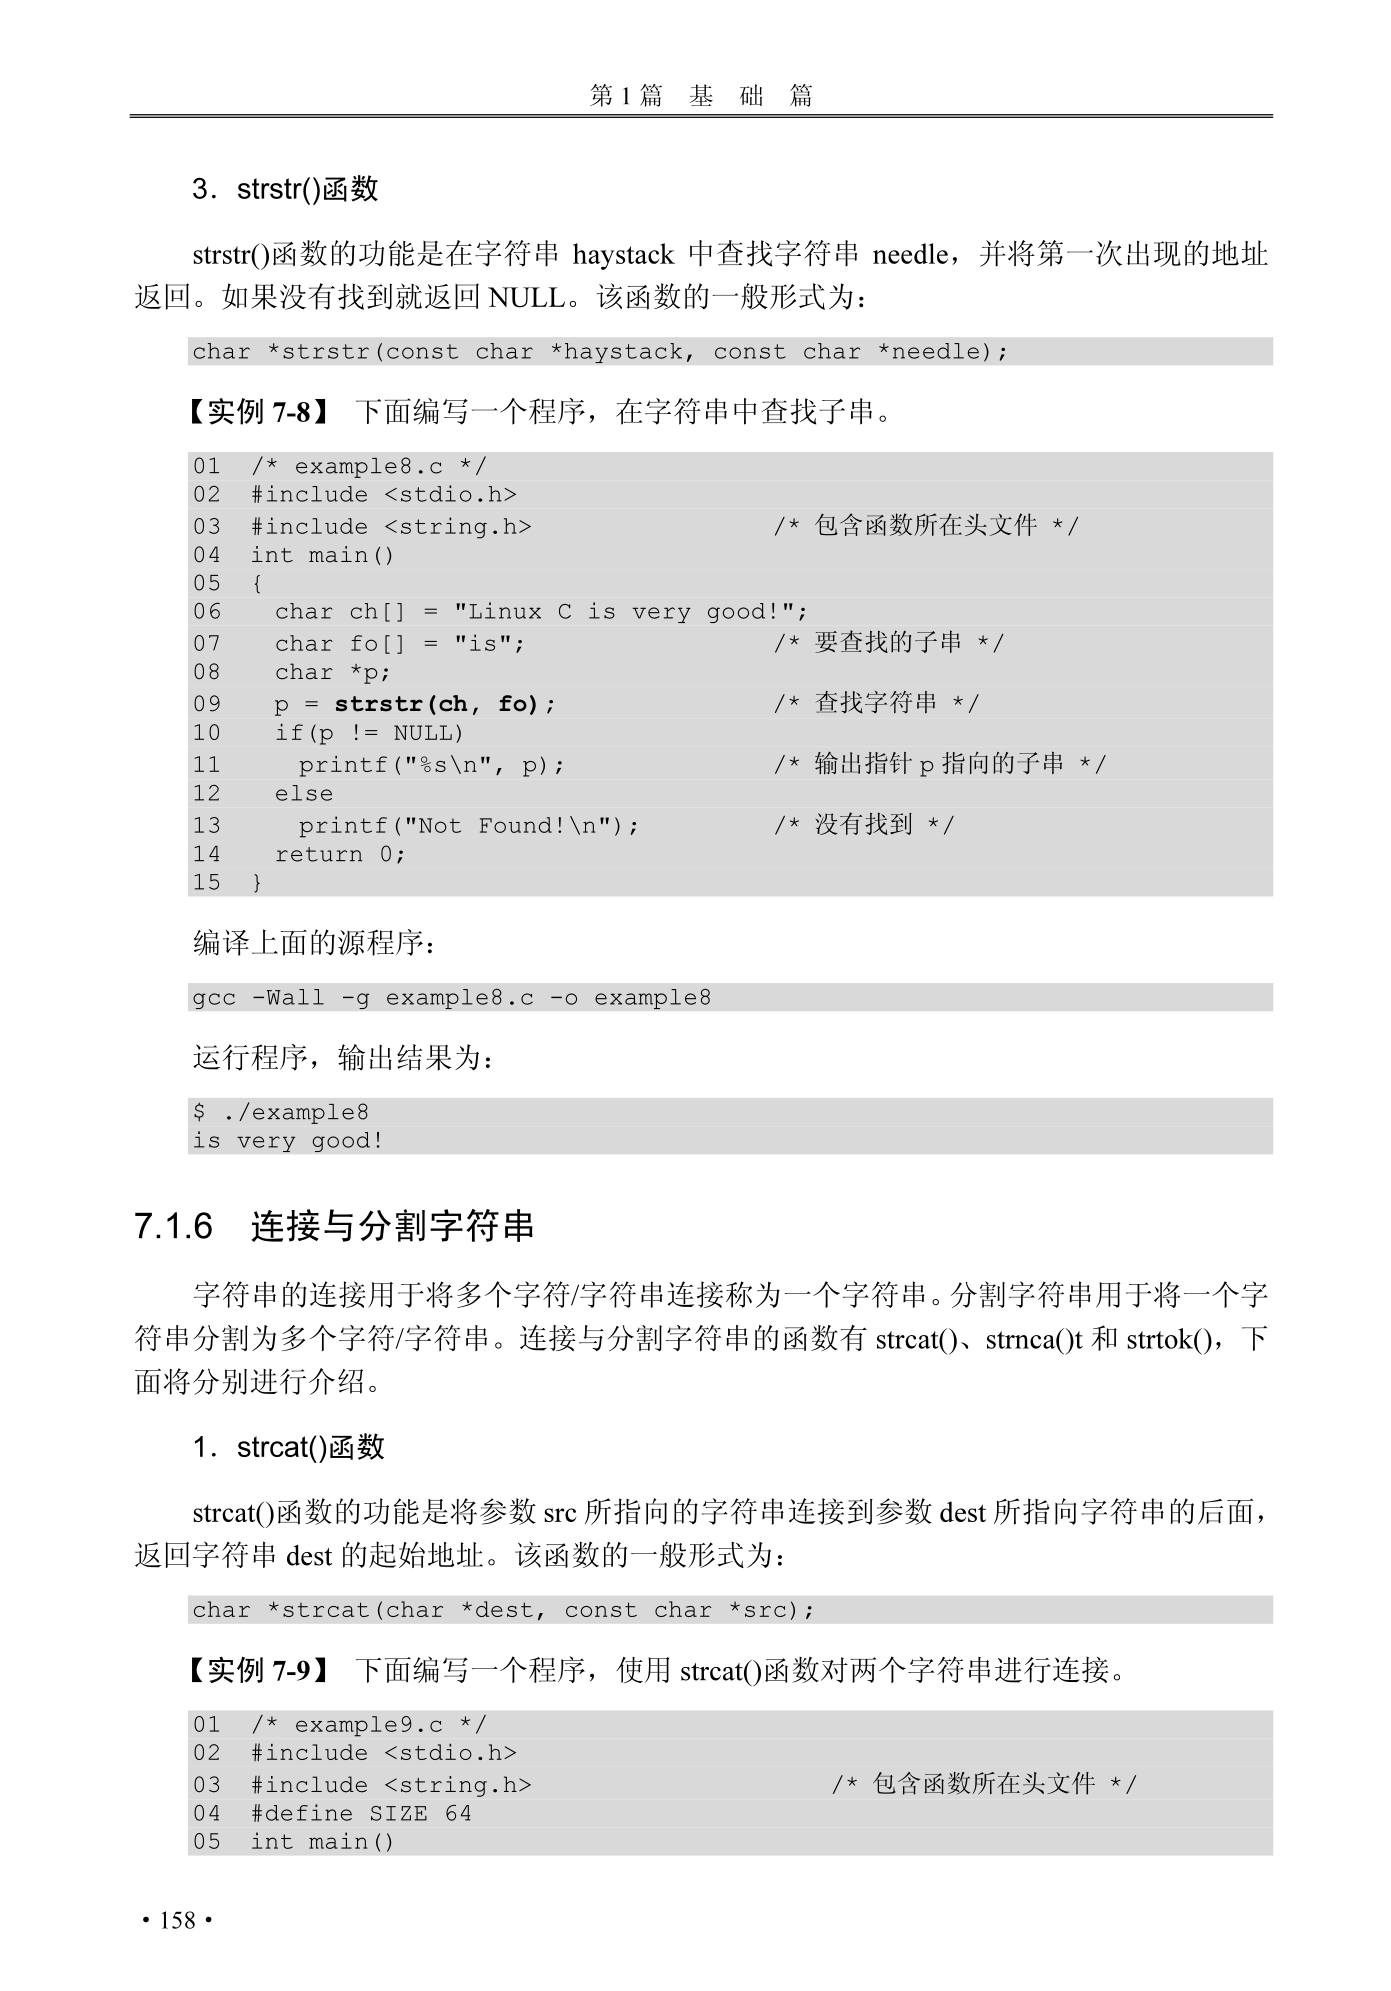 第 1 篇 基 础 篇
3．strstr()函数
strstr()函数的功能是在字符串 haystack 中查找字符串 needle，并将第一次出现的地址
返回。如果没有找到就返回 NULL。该函数的一般形式为：
char *strstr(const char *haystack, const char *needle);
【实例 7-8】 下面编写一个程序，在字符串中查找子串。
01 /* example8.c */
02 #include <stdio.h>
03 #include <string.h> /* 包含函数所在头文件 */
04 int main()
05 {
06 char ch[] = "Linux C is very good!";
07 char fo[] = "is"; /* 要查找的子串 */
08 char *p;
09 p = strstr(ch, fo); /* 查找字符串 */
10 if(p != NULL)
11 printf("%s\n", p); /* 输出指针 p 指向的子串 */
12 else
13 printf("Not Found!\n"); /* 没有找到 */
14 return 0;
15 }
编译上面的源程序：
gcc -Wall -g example8.c -o example8
运行程序，输出结果为：
$ ./example8
is very good!
7.1.6 连接与分割字符串
字符串的连接用于将多个字符/字符串连接称为一个字符串。分割字符串用于将一个字
符串分割为多个字符/字符串。连接与分割字符串的函数有 strcat()、strnca()t 和 strtok()，下
面将分别进行介绍。
1．strcat()函数
strcat()函数的功能是将参数 src 所指向的字符串连接到参数 dest 所指向字符串的后面，
返回字符串 dest 的起始地址。该函数的一般形式为：
char *strcat(char *dest, const char *src);
【实例 7-9】 下面编写一个程序，使用 strcat()函数对两个字符串进行连接。
01 /* example9.c */
02 #include <stdio.h>
03 #include <string.h> /* 包含函数所在头文件 */
04 #define SIZE 64
05 int main()
• 158 •